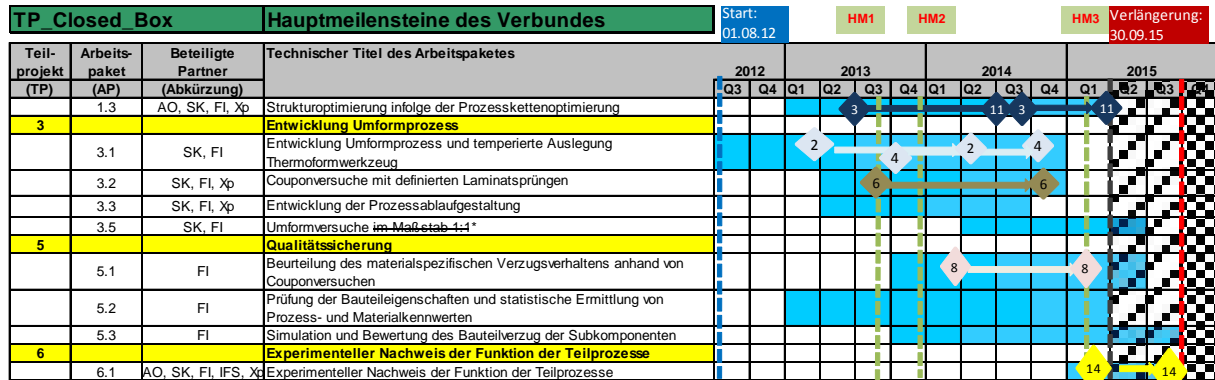 TP_Closed_Box Hauptmeilensteine des Verbundes Start: HM1 HM2 HM3 Verlängerung:
01.08.12 30.09.15
Teil- Arbeits- Beteiligte Technischer Titel des Arbeitspaketes
projekt paket Partner 2012 2013 2014 2015
(TP) (AP) (Abkürzung) Q3 Q4 Q1 Q2 Q3 Q4 Q1 Q2 Q3 Q4 Q1 Q2 Q3 Q4
1.3 AO, SK, FI, Xp Strukturoptimierung infolge der Prozesskettenoptimierung 3 11 3 11
3 Entwicklung Umformprozess
3.1 SK, FI Entwicklung Umformprozess und temperierte Auslegung 2 4 2 4
Thermoformwerkzeug
3.2 SK, FI, Xp Couponversuche mit definierten Laminatsprüngen 6 6
3.3 SK, FI, Xp Entwicklung der Prozessablaufgestaltung
3.5 SK, FI Umformversuche im Maßstab 1:1*
5 Qualitätssicherung
5.1 FI Beurteilung des materialspezifischen Verzugsverhaltens anhand von 8 8
Couponversuchen
5.2 FI Prüfung der Bauteileigenschaften und statistische Ermittlung von
Prozess- und Materialkennwerten
5.3 FI Simulation und Bewertung des Bauteilverzug der Subkomponenten
6 Experimenteller Nachweis der Funktion der Teilprozesse
6.1 AO, SK, FI, IFS, Xp Experimenteller Nachweis der Funktion der Teilprozesse 14 14